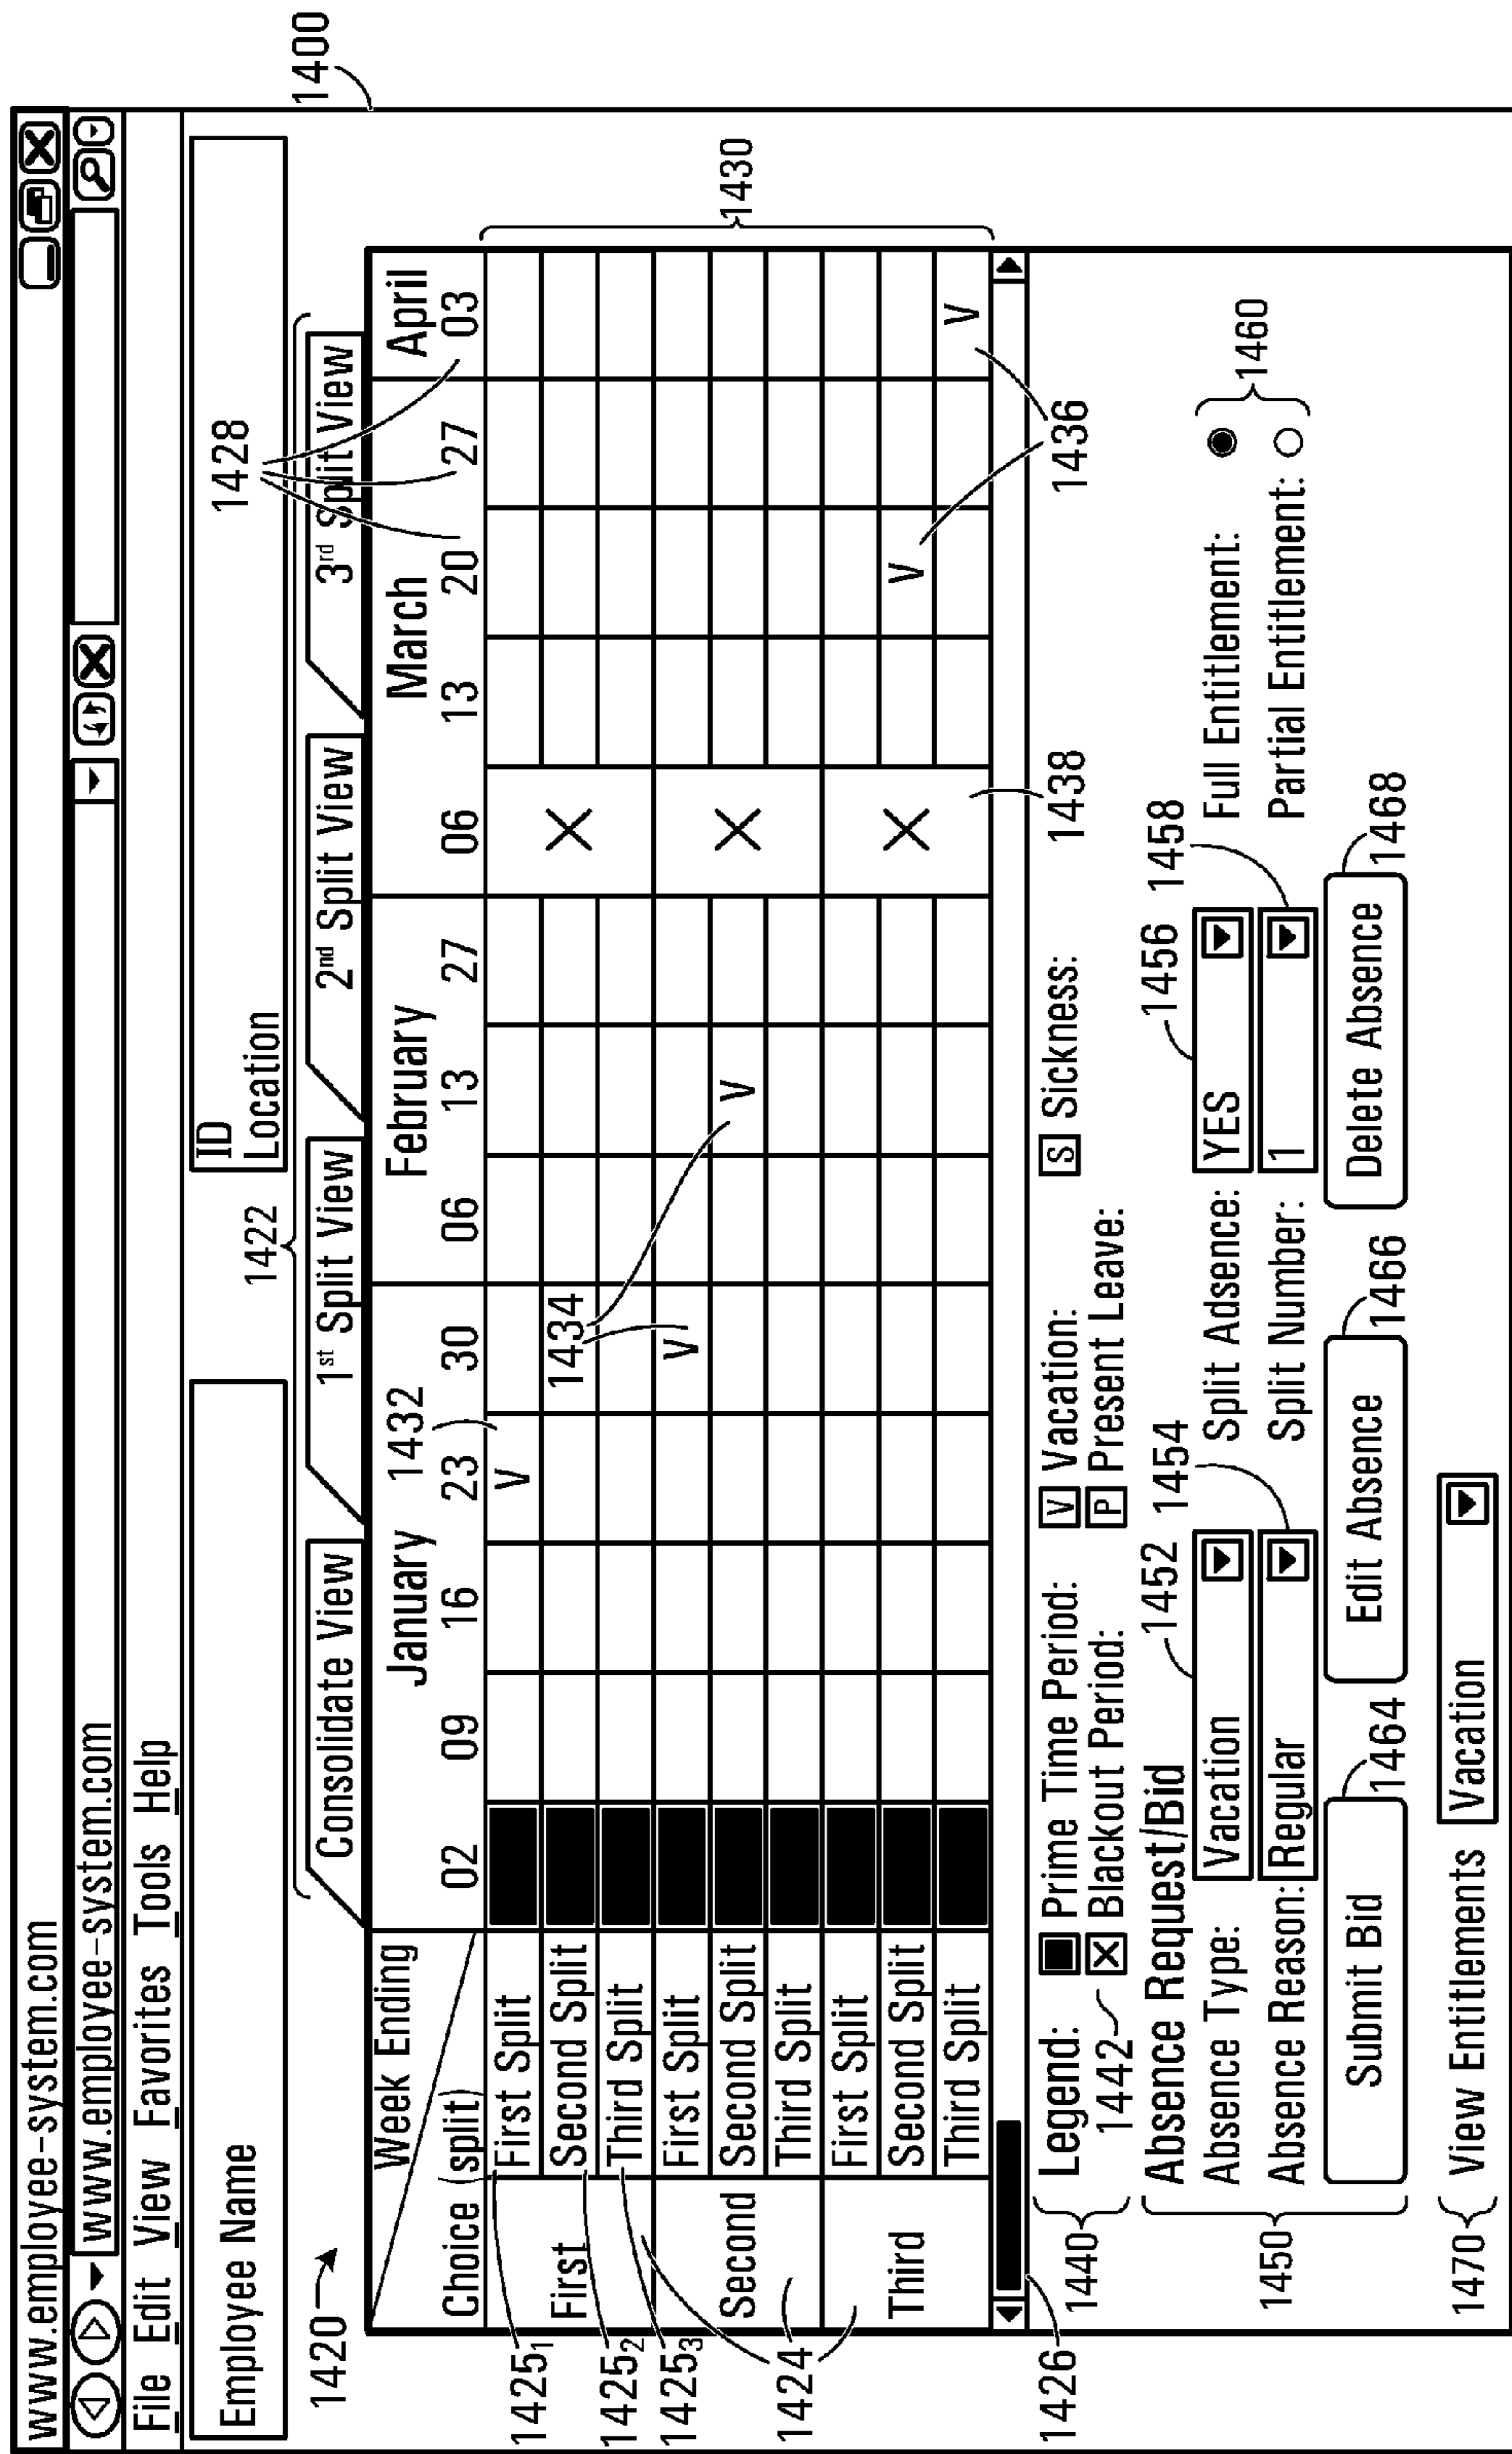 www.employee-system.com
www.employee-system.com
File Edit View Favorites Tools Help
1400
Employee Name
ID
Location
1420
1422
1428
Consolidate View
1st Split View
2nd Split View
3rd Split View
Week Ending
Choice (split)
January
February
March
April
02 09 16 23 30 06 13 27 06 13 20 27 03
1432
1430
First
First Split
V
Second Split
X
Third Split
1434
Second
First Split
V
Second Split
V
X
Third Split
Third
First Split
Second Split
X
V
Third Split
V
1425₁
1425₂
1425₃
1424
1426
1436
1438
1440
Legend:
Prime Time Period:
V Vacation:
S Sickness:
1442
X Blackout Period:
P Present Leave:
1450
Absence Request/Bid
1452
1454
1456
1458
1460
Absence Type: Vacation
Split Adsence: YES
Full Entitlement:
Absence Reason: Regular
Split Number: 1
Partial Entitlement:
Submit Bid
1464
Edit Absence
1466
Delete Absence
1468
1470
View Entitlements Vacation